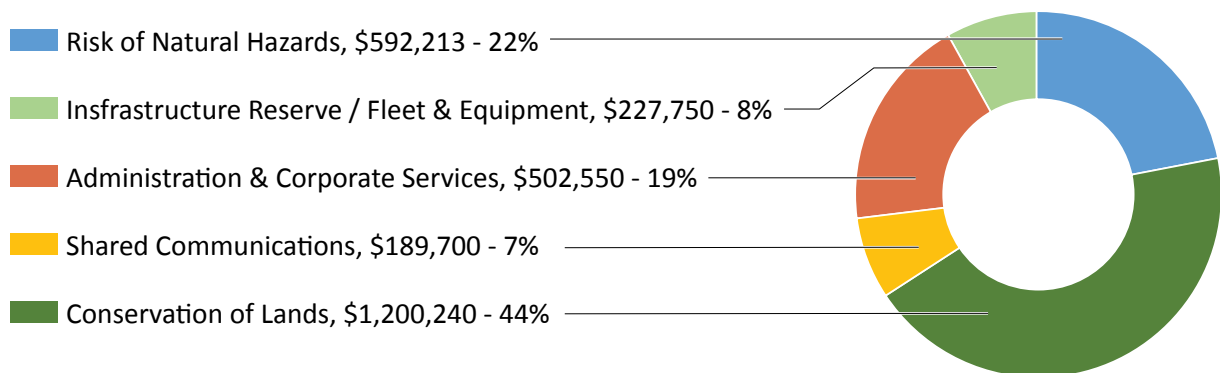 Risk of Natural Hazards, $592,213 - 22%
Insfrastructure Reserve / Fleet & Equipment, $227,750 - 8%
Administration & Corporate Services, $502,550 - 19%
Shared Communications, $189,700 - 7%
Conservation of Lands, $1,200,240 - 44%